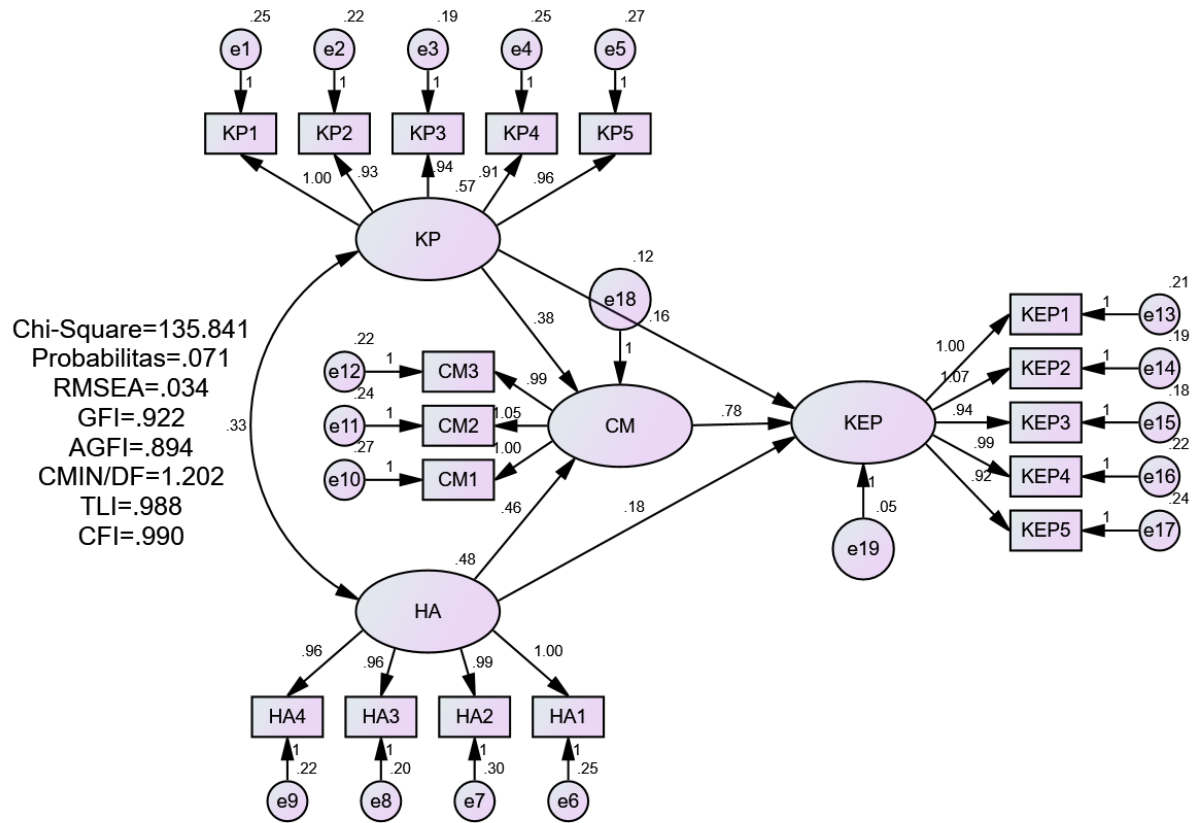 .25 .22 .19 .25 .27
e1 e2 e3 e4 e5
1 1 1 1 1
KP1 KP2 KP3 KP4 KP5
1.00 .93 .94 .91 .96
.57
KP
.12
e18
.16
1
.38
Chi-Square=135.841
Probabilitas=.071
RMSEA=.034
GFI=.922
AGFI=.894
CMIN/DF=1.202
TLI=.988
CFI=.990
.33
.22
e12 1 CM3 .99
.24
e11 1 CM2 1.05
.27
e10 1 CM1 1.00
CM
.78
KEP
.21
1.00 KEP1 1 e13
.19
1.07 KEP2 1 e14
.18
.94 KEP3 1 e15
.22
.99 KEP4 1 e16
.24
.92 KEP5 1 e17
1
.05
e19
.46
.18
.48
HA
.96 .96 .99 1.00
HA4 HA3 HA2 HA1
1 1 1 1
.22 .20 .30 .25
e9 e8 e7 e6